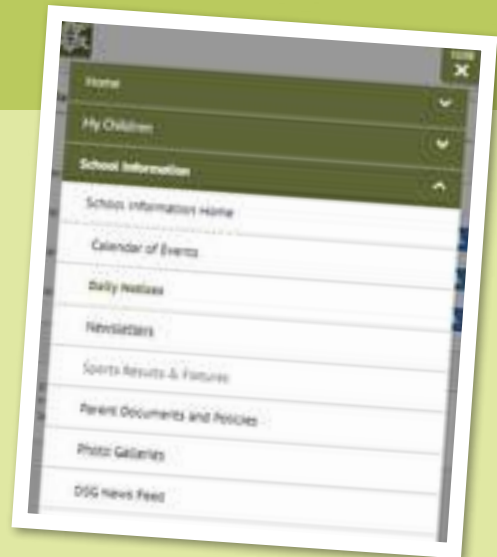 Home
My Children
School Information
School Information Home
Calendar of Events
Daily Notices
Newsletters
Sports Results & Fixtures
Parent Documents and Policies
Photo Galleries
DSG News Feed